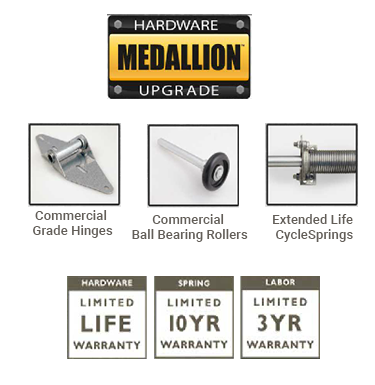 HARDWARE
MEDALLION™
UPGRADE
Commercial
Grade Hinges
Commercial
Ball Bearing Rollers
Extended Life
CycleSprings
HARDWARE
LIMITED
LIFE
WARRANTY
SPRING
LIMITED
10YR
WARRANTY
LABOR
LIMITED
3YR
WARRANTY